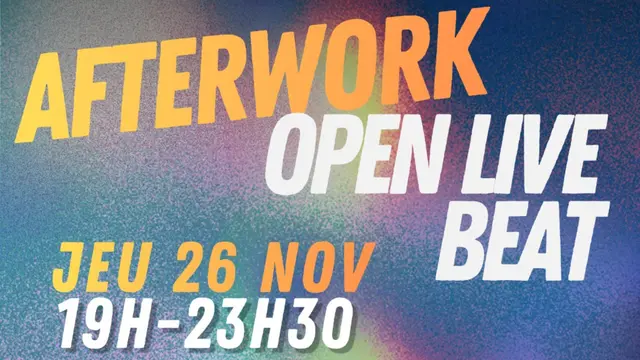 AFTERWORK
OPEN LIVE
BEAT
JEU 26 NOV
19H-23H30